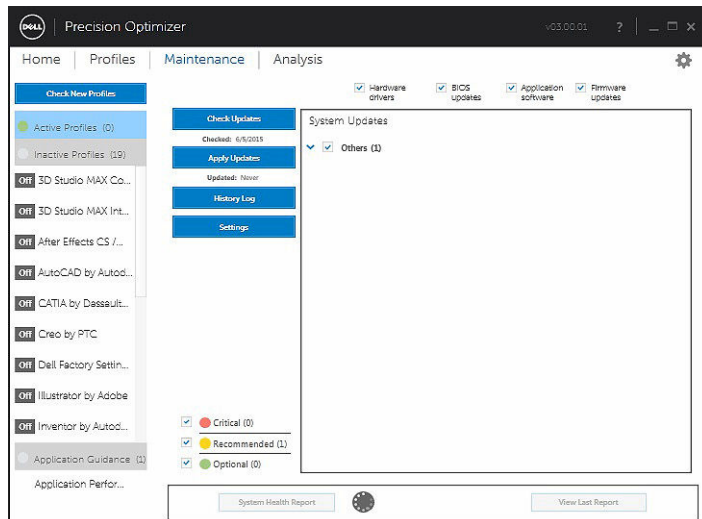 DELL Precision Optimizer v03.00.01 ?
Home Profiles Maintenance Analysis
Check New Profiles
Active Profiles (0)
Inactive Profiles (19)
Off 3D Studio MAX Co...
Off 3D Studio MAX Int...
Off After Effects CS /...
Off AutoCAD by Autod...
Off CATIA by Dassault...
Off Creo by PTC
Off Dell Factory Settin...
Off Illustrator by Adobe
Off Inventor by Autod...
Application Guidance (1)
Application Perfor...
Hardware drivers
BIOS updates
Application software
Firmware updates
Check Updates
Checked: 6/5/2015
Apply Updates
Updated: Never
History Log
Settings
System Updates
Others (1)
Critical (0)
Recommended (1)
Optional (0)
System Health Report
View Last Report